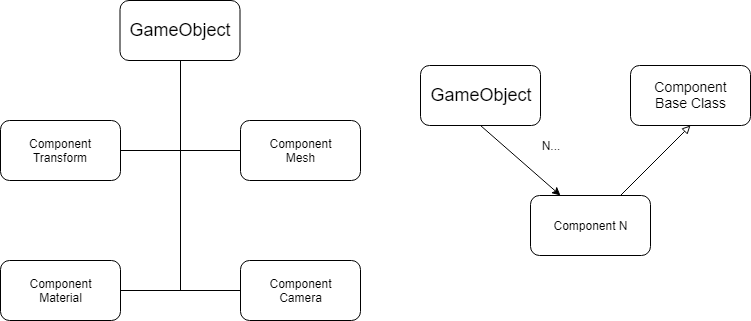 GameObject
Component
Transform
Component
Mesh
Component
Material
Component
Camera
GameObject
Component
Base Class
N...
Component N